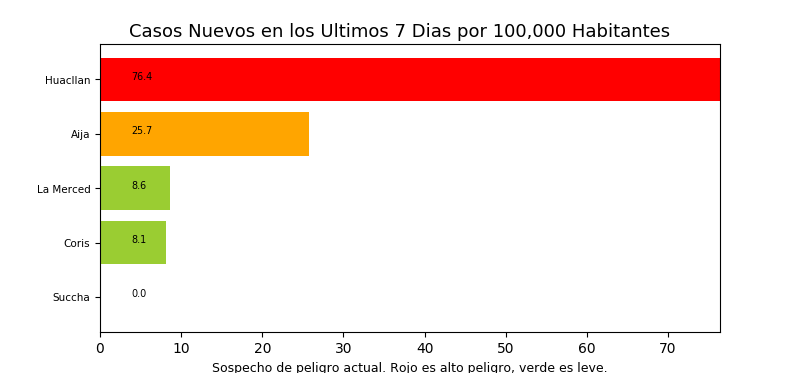 Casos Nuevos en los Ultimos 7 Dias por 100,000 Habitantes
Huacllan 76.4
Aija 25.7
La Merced 8.6
Coris 8.1
Succha 0.0
0 10 20 30 40 50 60 70
Sospecho de peligro actual. Rojo es alto peligro, verde es leve.